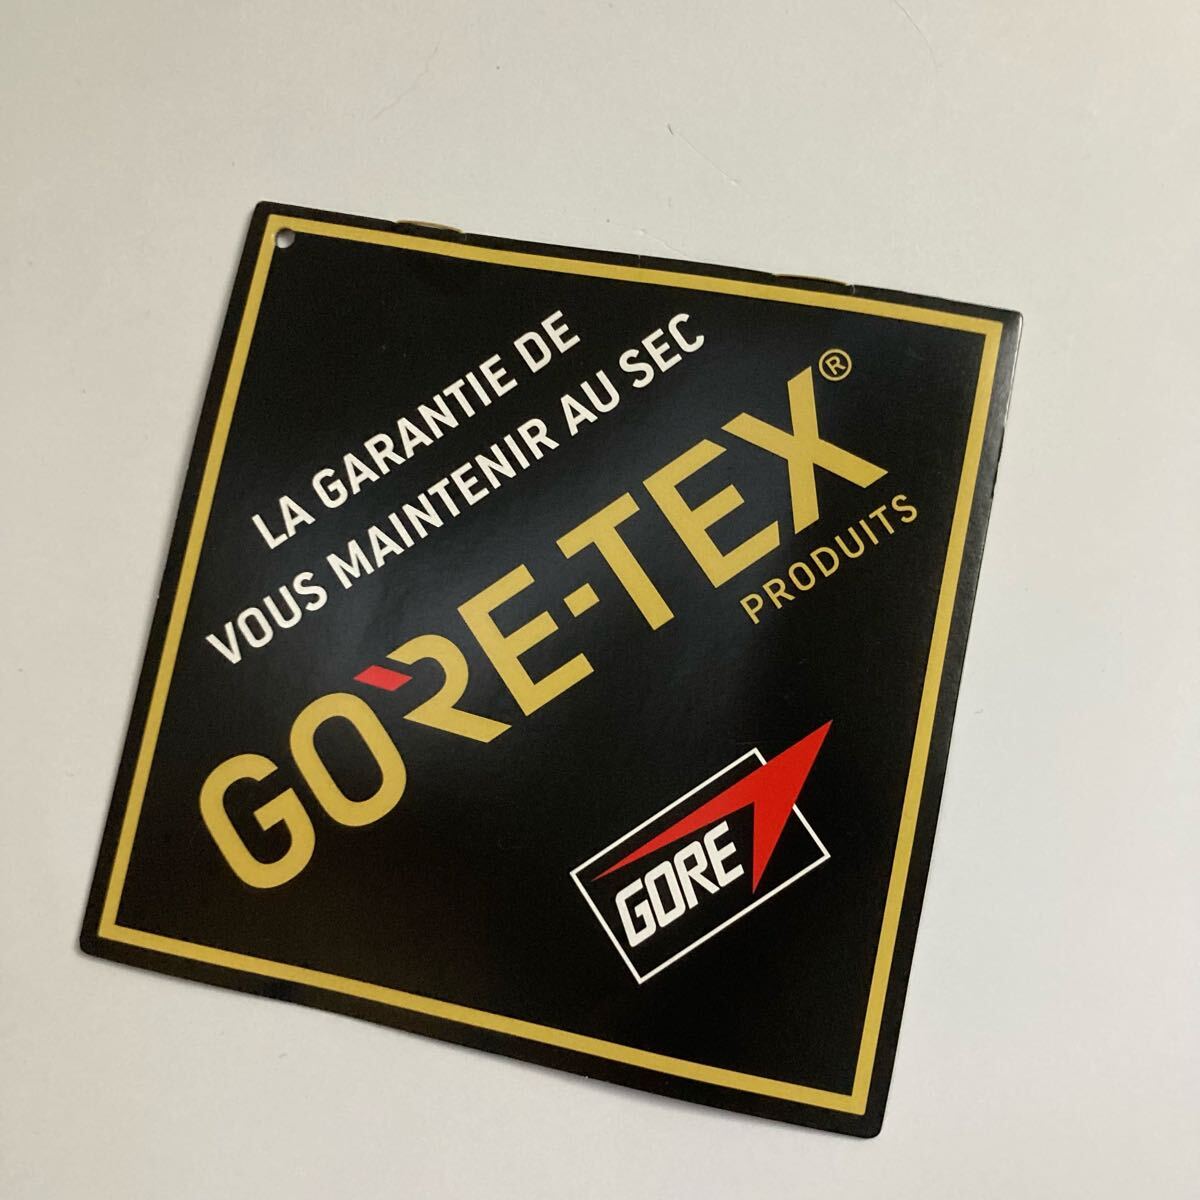 LA GARANTIE DE
VOUS MAINTENIR AU SEC
GORE-TEX®
PRODUITS
GORE